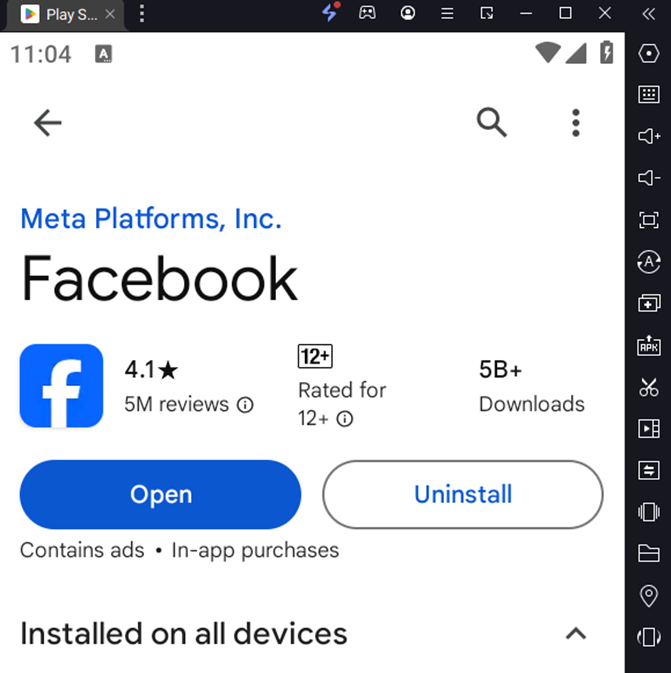 Play S...
11:04 A
Meta Platforms, Inc.
Facebook
4.1★
5M reviews
12+
Rated for
12+
5B+
Downloads
Open
Uninstall
Contains ads • In-app purchases
Installed on all devices
A
APK